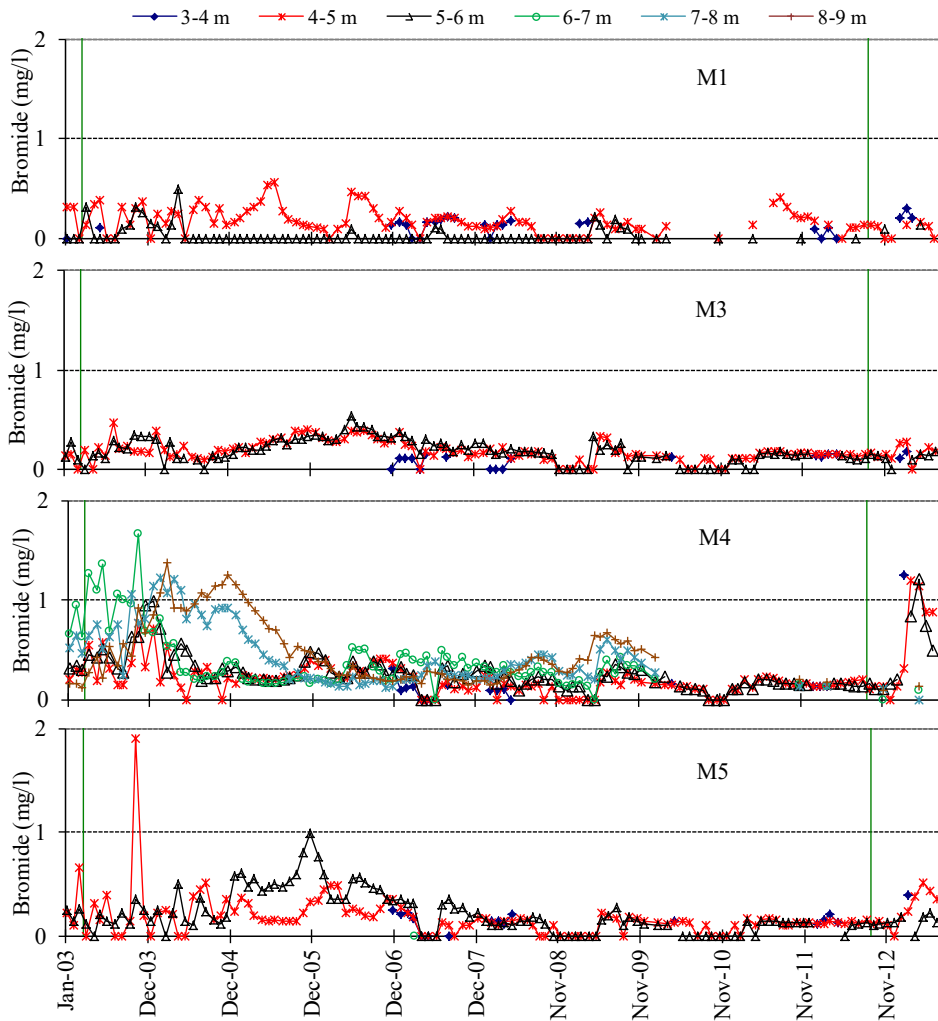 3-4 m 4-5 m 5-6 m 6-7 m 7-8 m 8-9 m
2
1
0
Bromide (mg/l)
M1
2
1
0
Bromide (mg/l)
M3
2
1
0
Bromide (mg/l)
M4
2
1
0
Bromide (mg/l)
M5
Jan-03 Dec-03 Dec-04 Dec-05 Dec-06 Dec-07 Nov-08 Nov-09 Nov-10 Nov-11 Nov-12